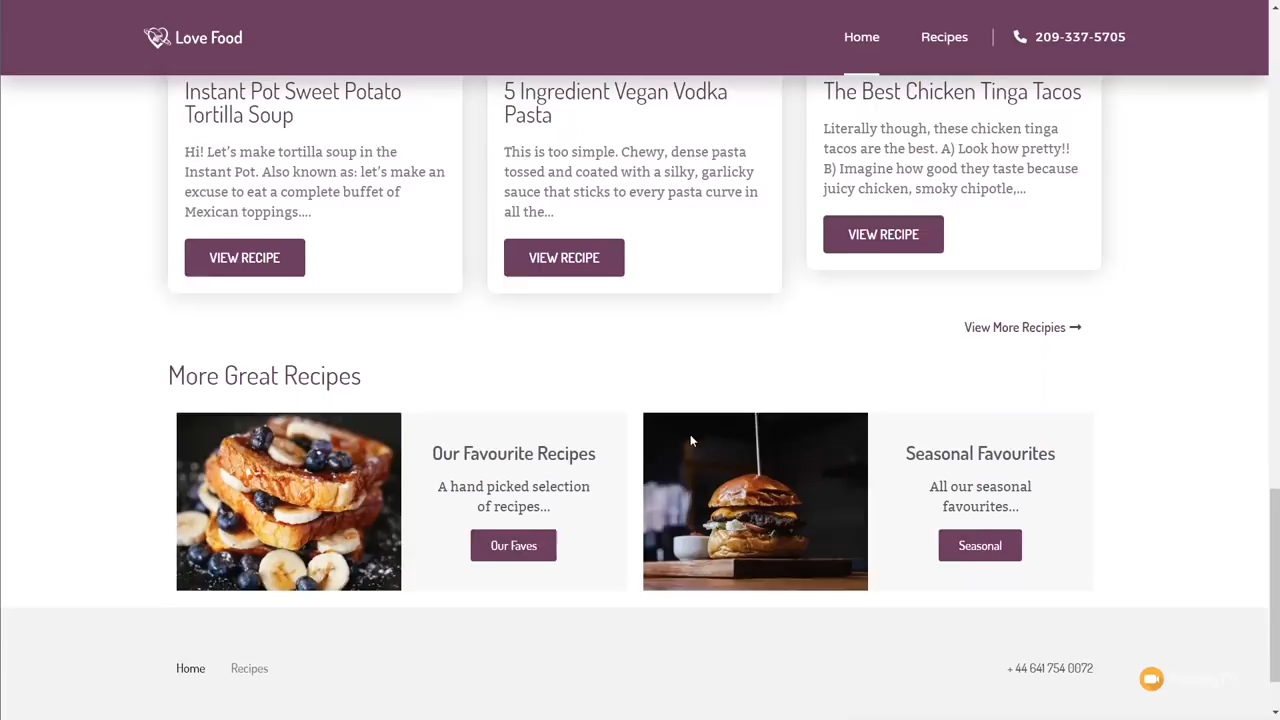 Love Food
Home
Recipes
209-337-5705
Instant Pot Sweet Potato
Tortilla Soup
Hi! Let’s make tortilla soup in the
Instant Pot. Also known as: let’s make an
excuse to eat a complete buffet of
Mexican toppings....
VIEW RECIPE
5 Ingredient Vegan Vodka
Pasta
This is too simple. Chewy, dense pasta
tossed and coated with a silky, garlicky
sauce that sticks to every pasta curve in
all the...
VIEW RECIPE
The Best Chicken Tinga Tacos
Literally though, these chicken tinga
tacos are the best. A) Look how pretty!!
B) Imagine how good they taste because
juicy chicken, smoky chipotle,...
VIEW RECIPE
View More Recipies
More Great Recipes
Our Favourite Recipes
A hand picked selection
of recipes...
Our Faves
Seasonal Favourites
All our seasonal
favourites...
Seasonal
Home
Recipes
+ 44 641 754 0072